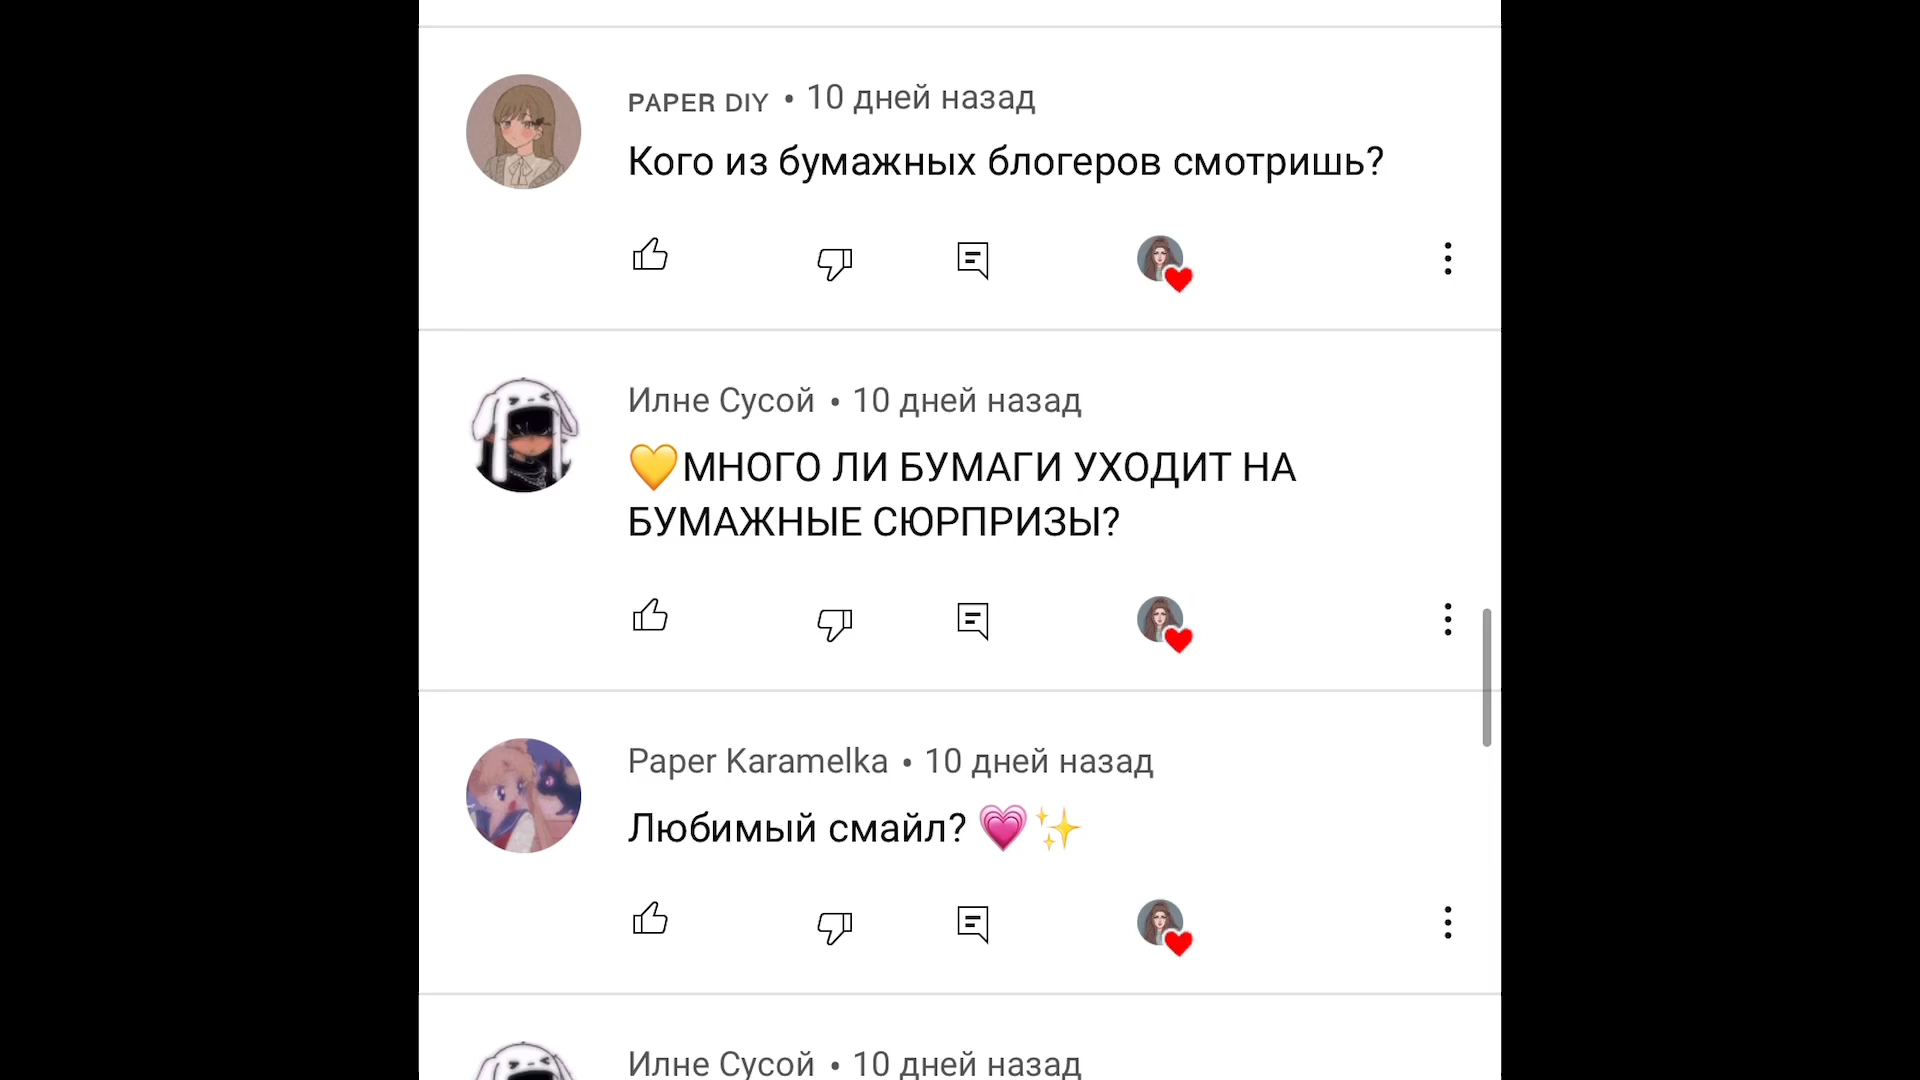 PAPER DIY • 10 дней назад
Кого из бумажных блогеров смотришь?
Илне Сусой • 10 дней назад
💛МНОГО ЛИ БУМАГИ УХОДИТ НА
БУМАЖНЫЕ СЮРПРИЗЫ?
Paper Karamelka • 10 дней назад
Любимый смайл? 💗✨
Илне Сусой • 10 дней назад